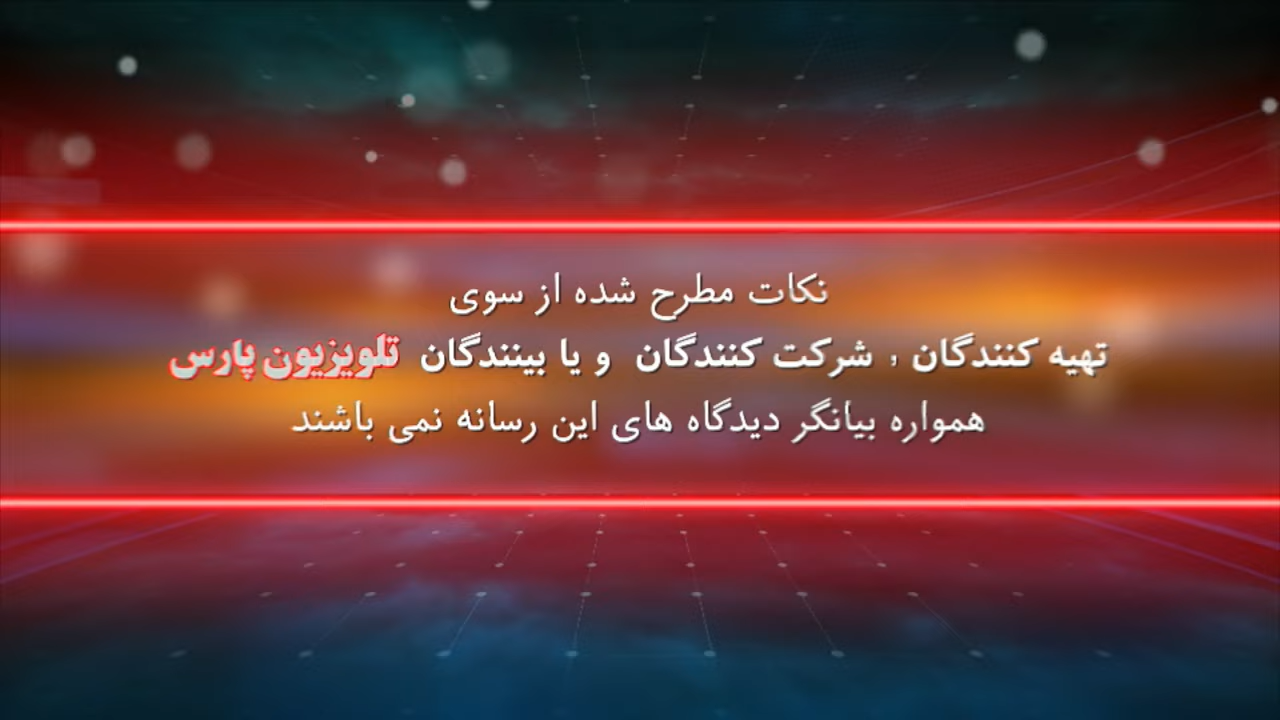 نکات مطرح شده از سوی
تهیه کنندگان ، شرکت کنندگان و یا بینندگان تلویزیون پارس
همواره بیانگر دیدگاه های این رسانه نمی باشند